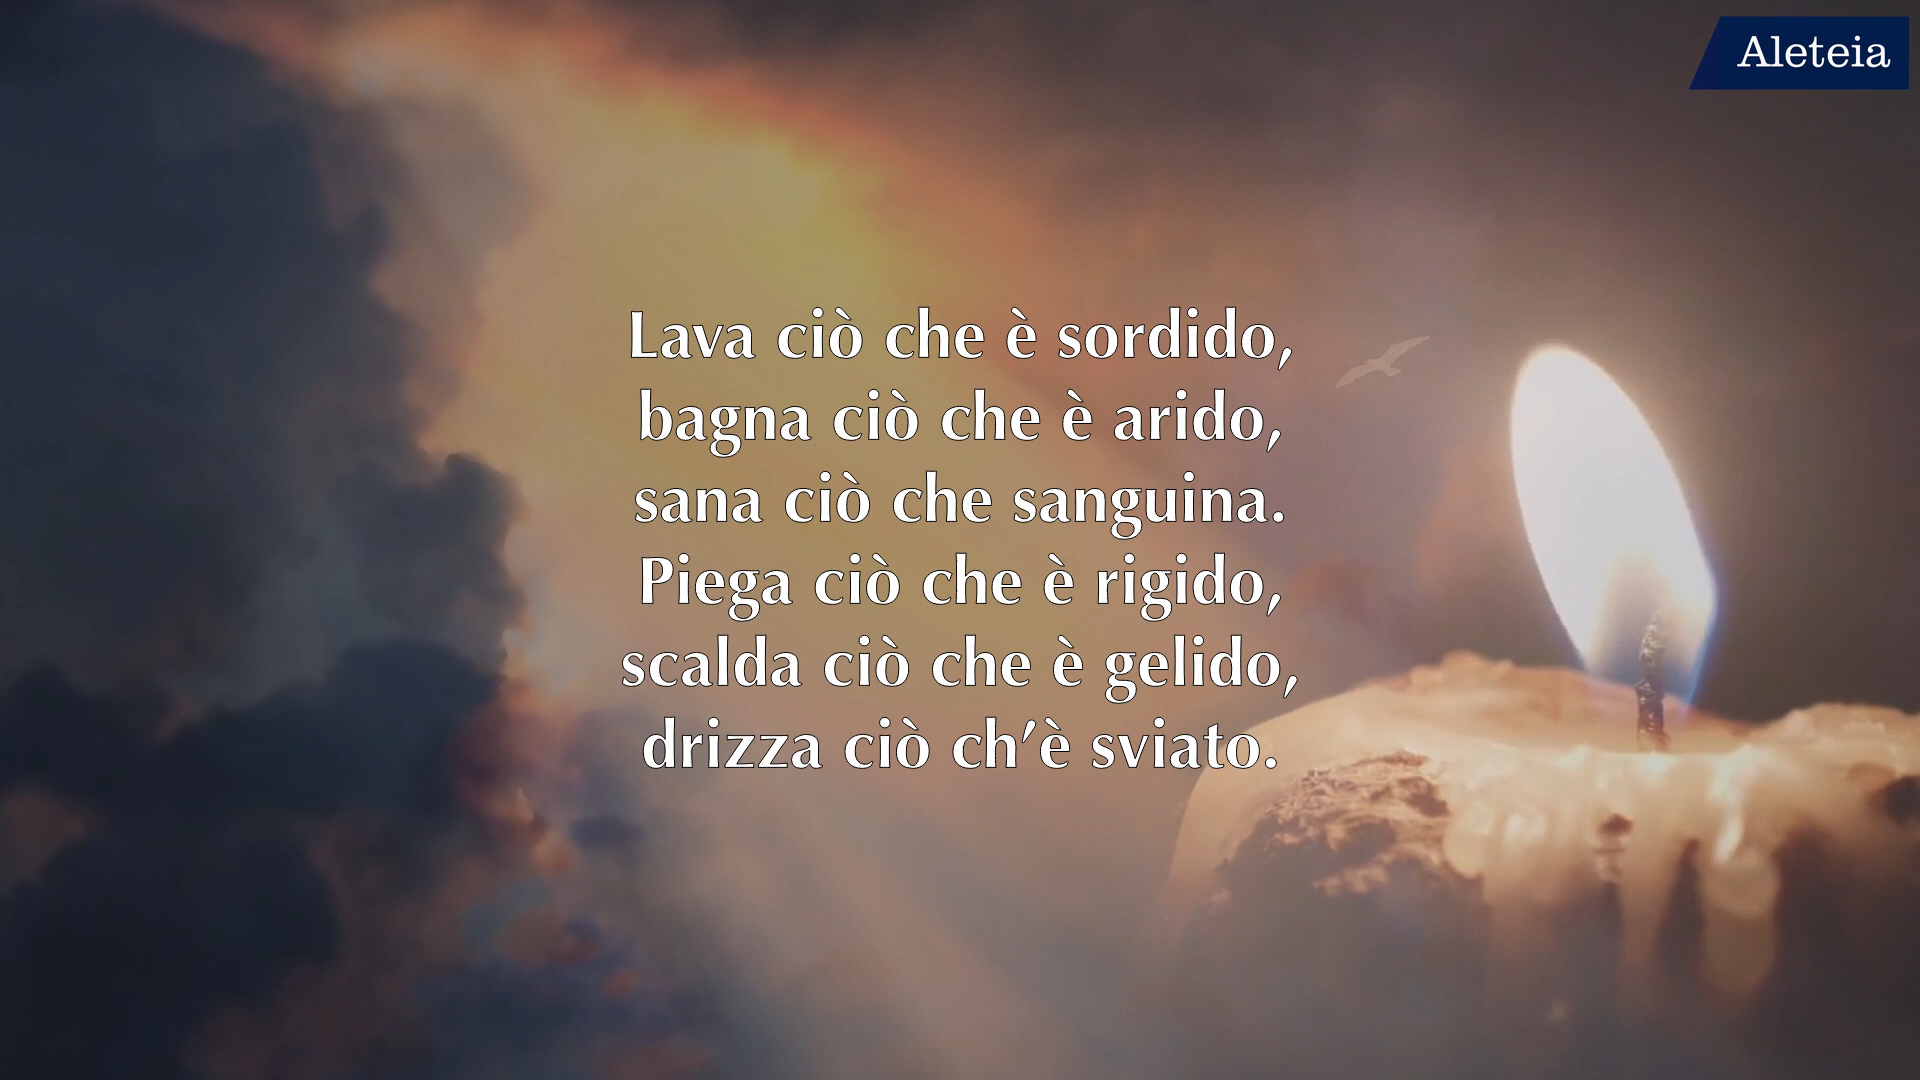 Aleteia
Lava ciò che è sordido,
bagna ciò che è arido,
sana ciò che sanguina.
Piega ciò che è rigido,
scalda ciò che è gelido,
drizza ciò ch’è sviato.